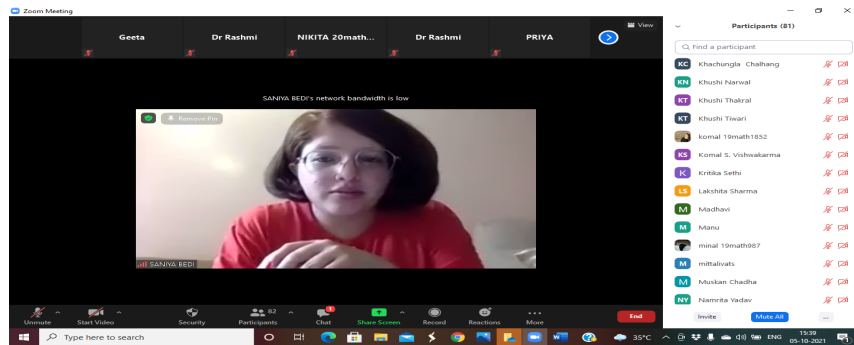 Zoom Meeting
Geeta
Dr Rashmi
NIKITA 20math...
Dr Rashmi
PRIYA
View
SANIYA BEDI's network bandwidth is low
Remove Pin
SANIYA BEDI
Participants (81)
Find a participant
KC Khachungla Chalhang
KN Khushi Narwal
KT Khushi Thakral
KT Khushi Tiwari
komal 19math1852
KS Komal S. Vishwakarma
K Kritika Sethi
LS Lakshita Sharma
M Madhavi
M Manu
minal 19math987
M mittalivats
M Muskan Chadha
NY Namrita Yadav
Invite
Mute All
...
Unmute
Start Video
Security
82
Participants
1
Chat
Share Screen
Record
Reactions
More
End
Type here to search
35°C
ENG
15:39
05-10-2021